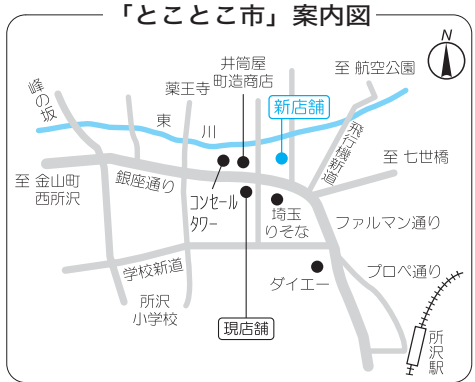 「とことこ市」案内図
N
峰の坂
薬王寺
井筒屋
町造商店
至 航空公園
新店舗
東川
飛行機新道
至 七世橋
至 金山町
西所沢
銀座通り
コンセール
タワー
埼玉
りそな
ファルマン通り
学校新道
ダイエー
プロペ通り
所沢
小学校
現店舗
所沢駅